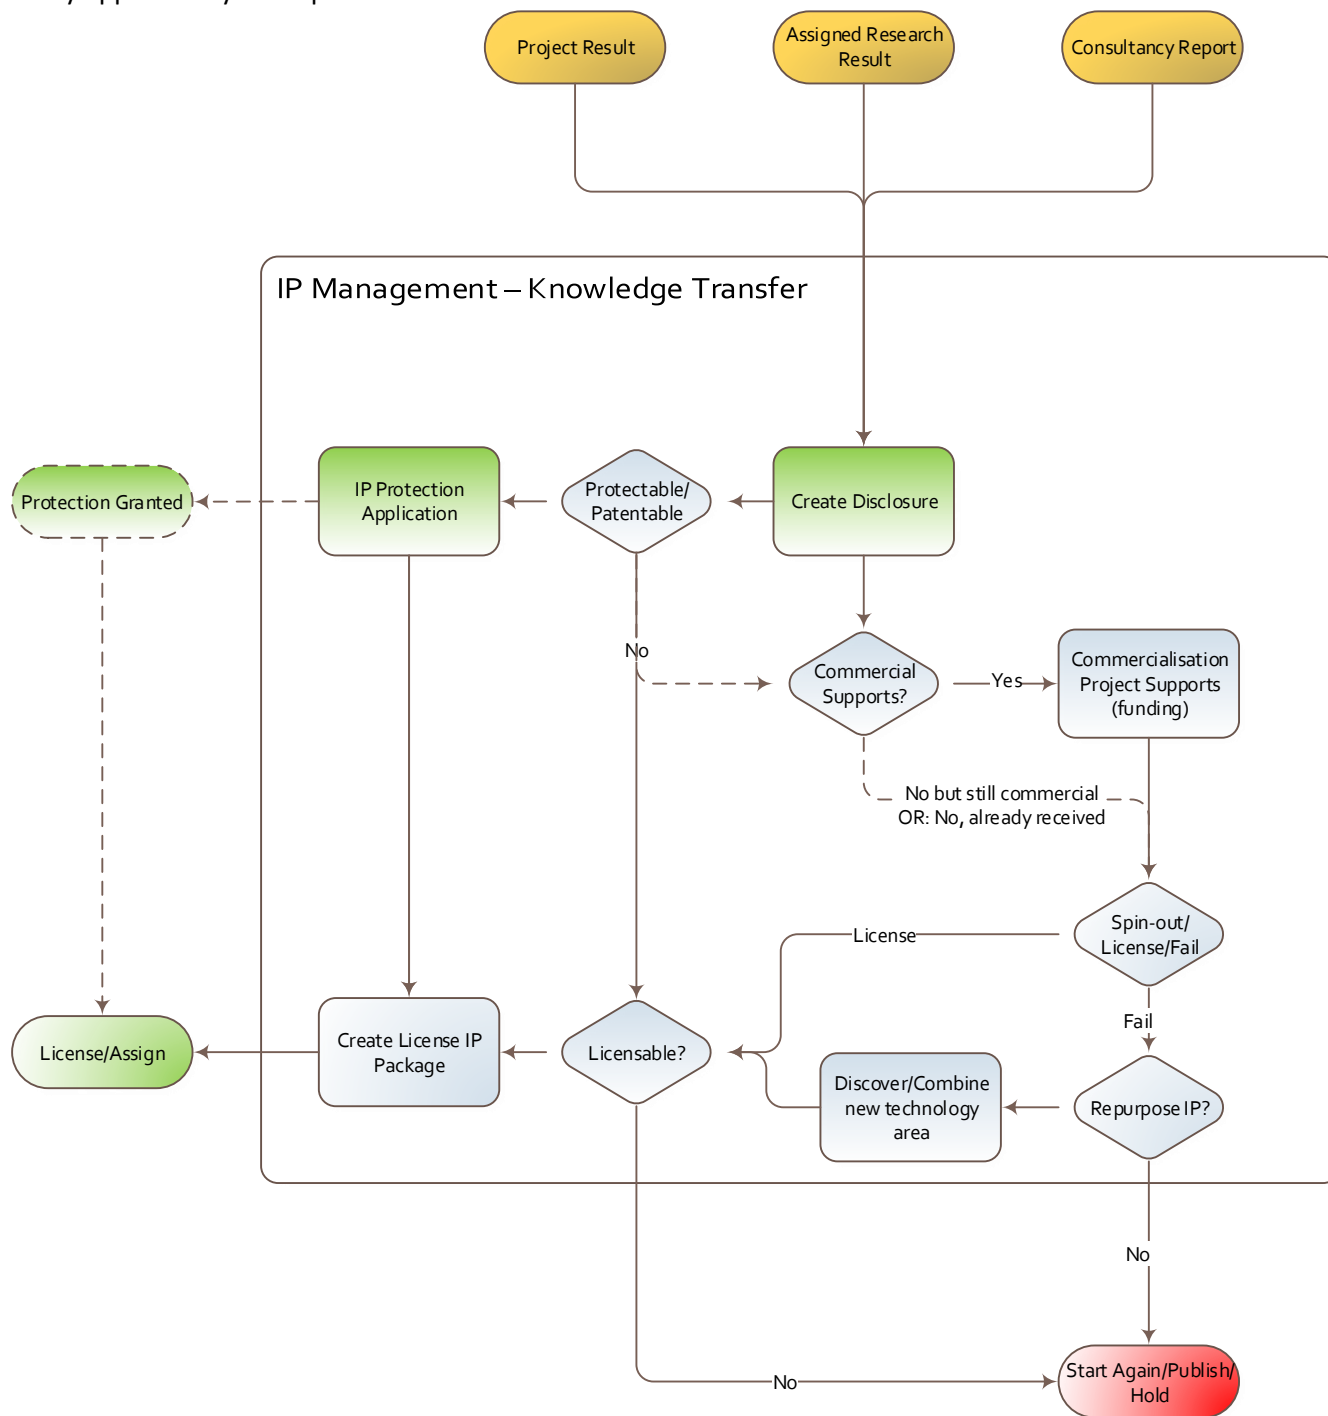 Project Result
Assigned Research
Result
Consultancy Report
IP Management – Knowledge Transfer
Protection Granted
IP Protection
Application
Protectable/
Patentable
Create Disclosure
No
Commercial
Supports?
Yes
Commercialisation
Project Supports
(funding)
No but still commercial
OR: No, already received
License
Spin-out/
License/Fail
Fail
License/Assign
Create License IP
Package
Licensable?
Discover/Combine
new technology
area
Repurpose IP?
No
No
Start Again/Publish/
Hold